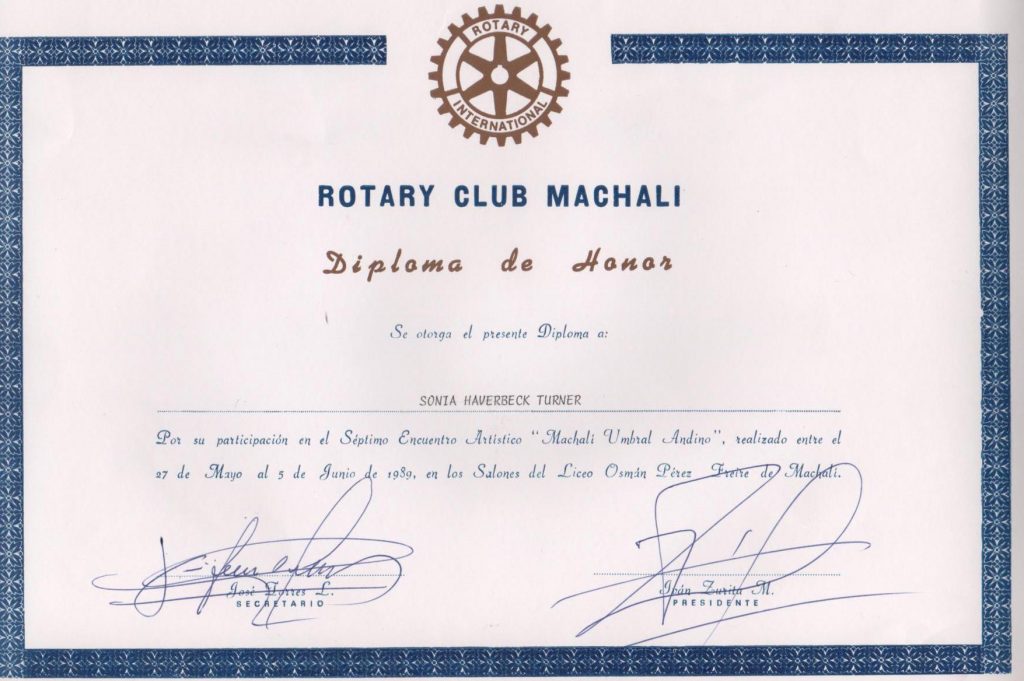 ROTARY
INTERNATIONAL
ROTARY CLUB MACHALI
Diploma de Honor
Se otorga el presente Diploma a:
SONIA HAVERBECK TURNER
Por su participación en el Séptimo Encuentro Artístico "Machalí Umbral Andino", realizado entre el
27 de Mayo al 5 de Junio de 1989, en los Salones del Liceo Osmán Pérez Freire de Machalí.
José Torres L.
SECRETARIO
Iván Zurita M.
PRESIDENTE